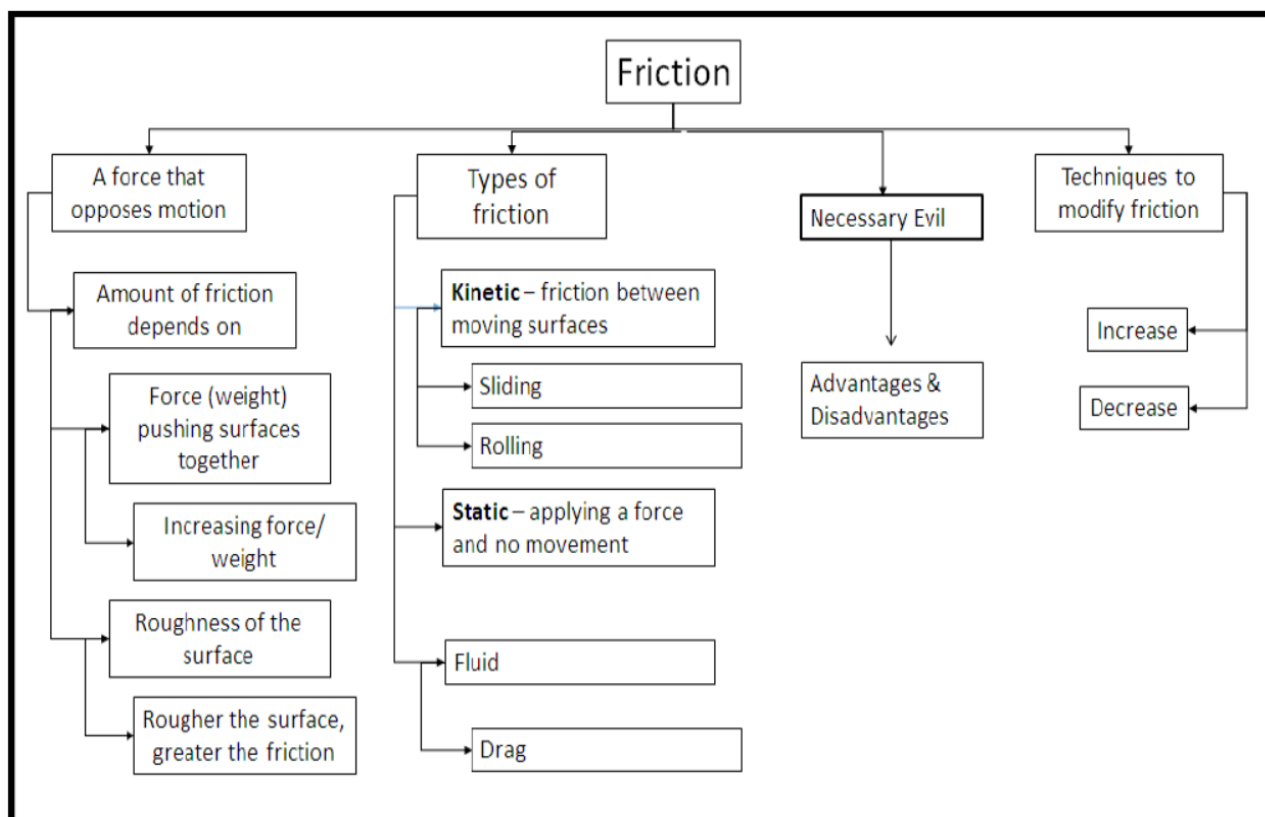 Friction
A force that
opposes motion
Amount of friction
depends on
Force (weight)
pushing surfaces
together
Increasing force/
weight
Roughness of the
surface
Rougher the surface,
greater the friction
Types of
friction
Kinetic – friction between
moving surfaces
Sliding
Rolling
Static – applying a force
and no movement
Fluid
Drag
Necessary Evil
Advantages &
Disadvantages
Techniques to
modify friction
Increase
Decrease